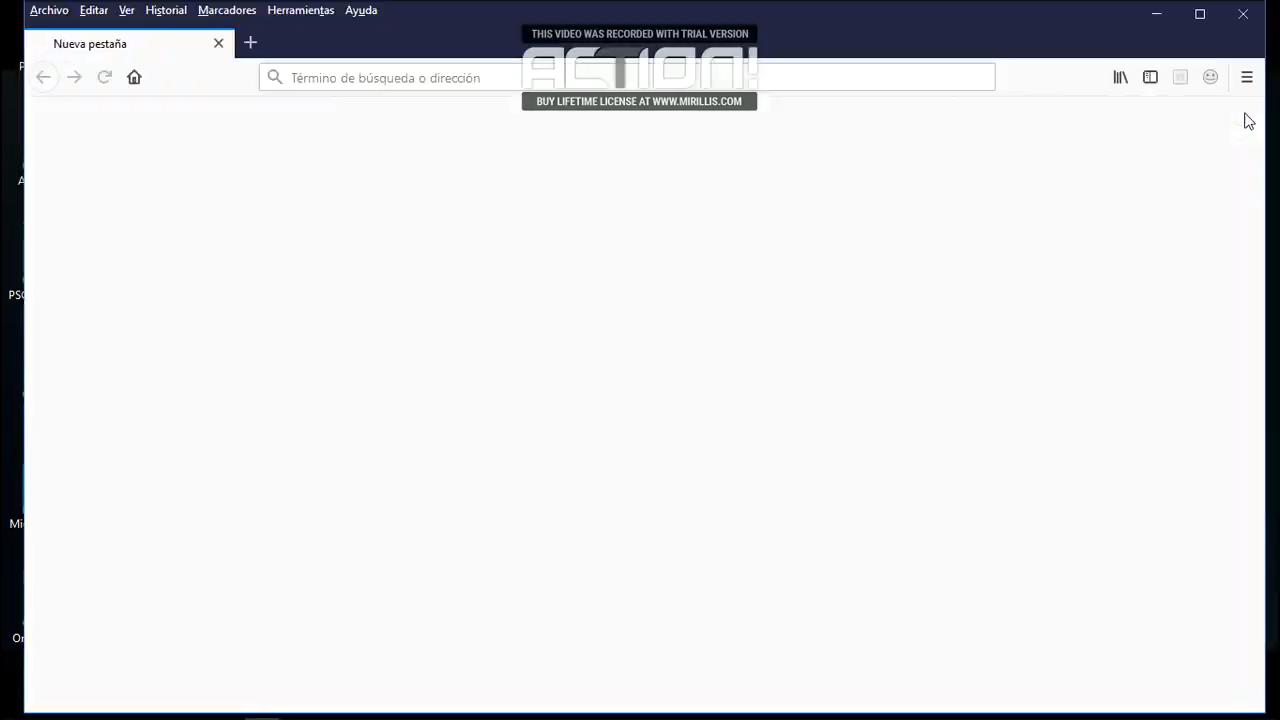 Archivo Editar Ver Historial Marcadores Herramientas Ayuda
Nueva pestaña
THIS VIDEO WAS RECORDED WITH TRIAL VERSION
ACTION!
BUY LIFETIME LICENSE AT WWW.MIRILLIS.COM
Término de búsqueda o dirección